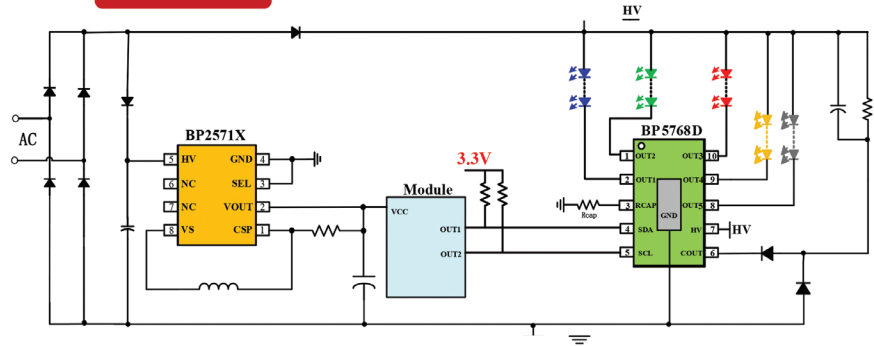 HV
AC
BP2571X
5 HV GND 4
6 NC SEL 3
7 NC VOUT 2
8 VS CSP 1
3.3V
Module
VCC
OUT1
OUT2
BP5768D
1 OUT2 OUT3 10
2 OUT1 OUT4 9
Rcap
3 RCAP OUT5 8
GND
4 SDA HV 7 HV
5 SCL COUT 6